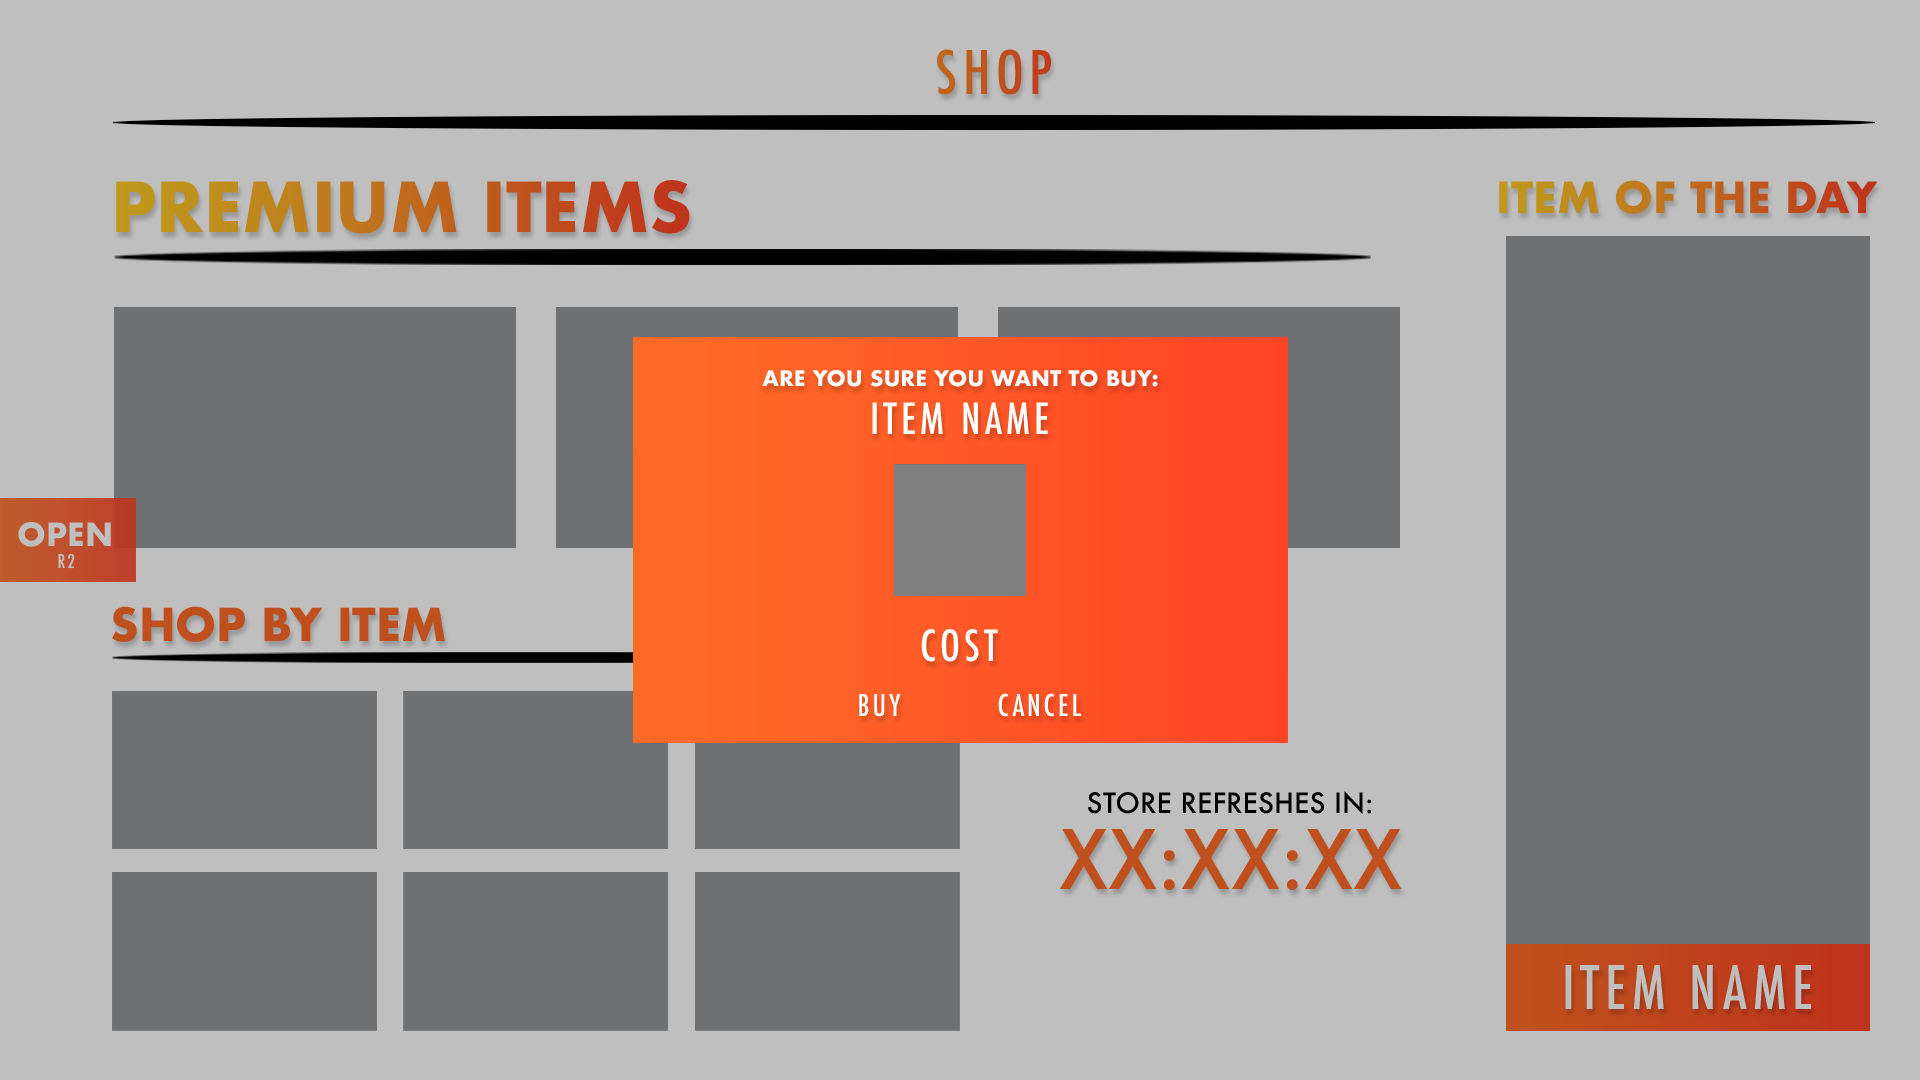 SHOP
PREMIUM ITEMS
ITEM OF THE DAY
ARE YOU SURE YOU WANT TO BUY:
ITEM NAME
COST
BUY
CANCEL
OPEN
R2
SHOP BY ITEM
STORE REFRESHES IN:
XX:XX:XX
ITEM NAME